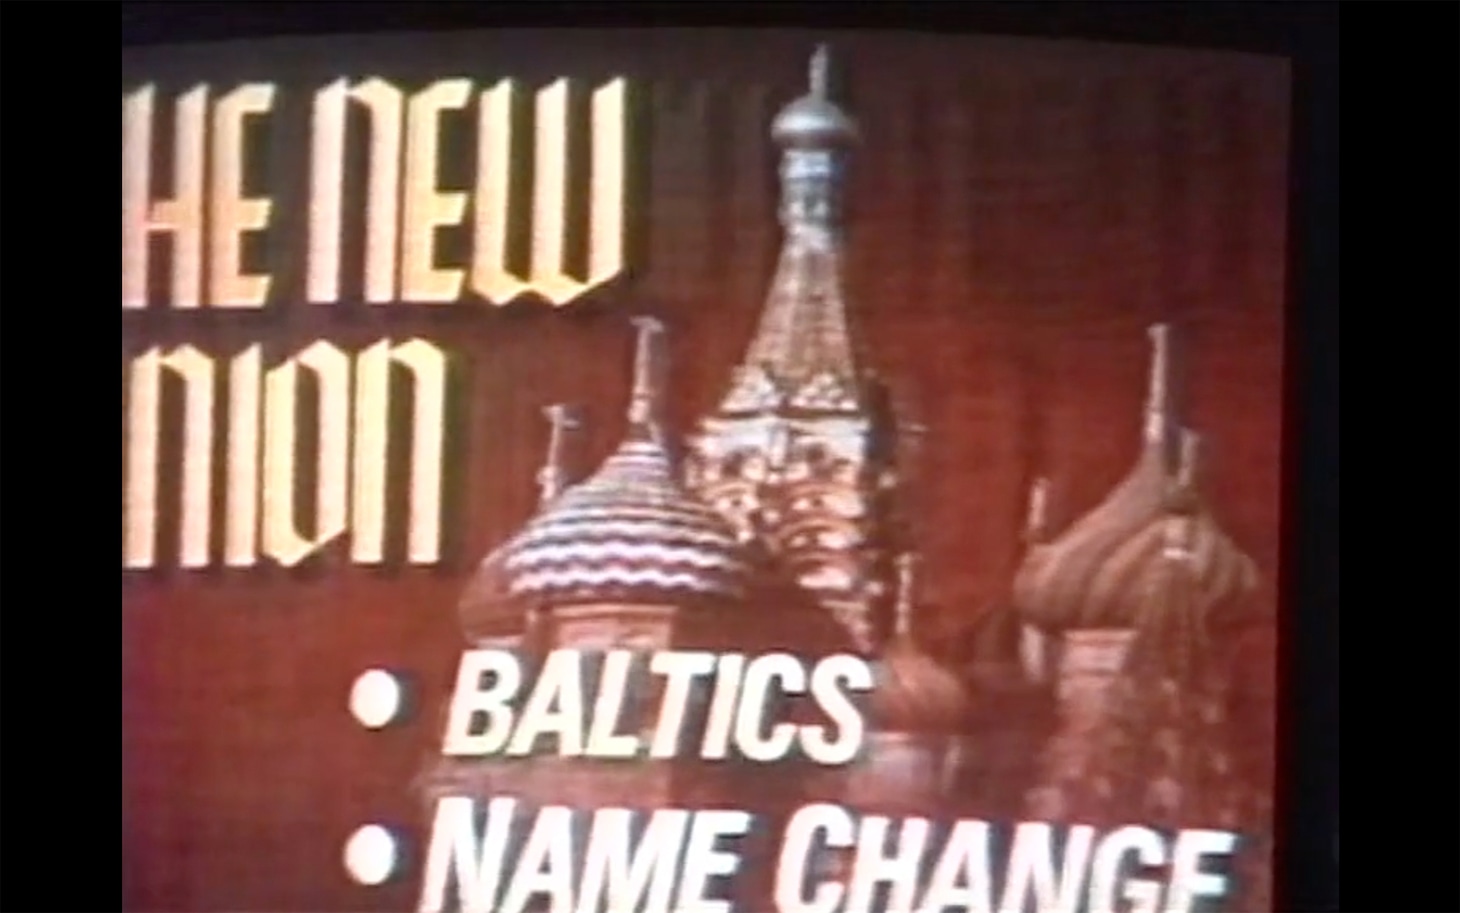 HE NEW
NION
• BALTICS
• NAME CHANGE